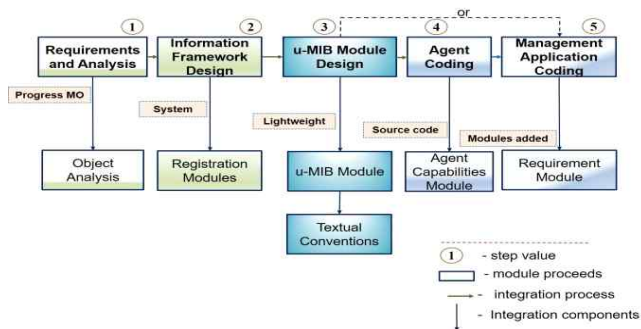 or
1
2
3
4
5
Requirements
and Analysis
Information
Framework
Design
u-MIB Module
Design
Agent
Coding
Management
Application
Coding
Progress MO
System
Lightweight
Source code
Modules added
Object
Analysis
Registration
Modules
u-MIB Module
Agent
Capabilities
Module
Requirement
Module
Textual
Conventions
1 - step value
- module proceeds
- integration process
- Integration components